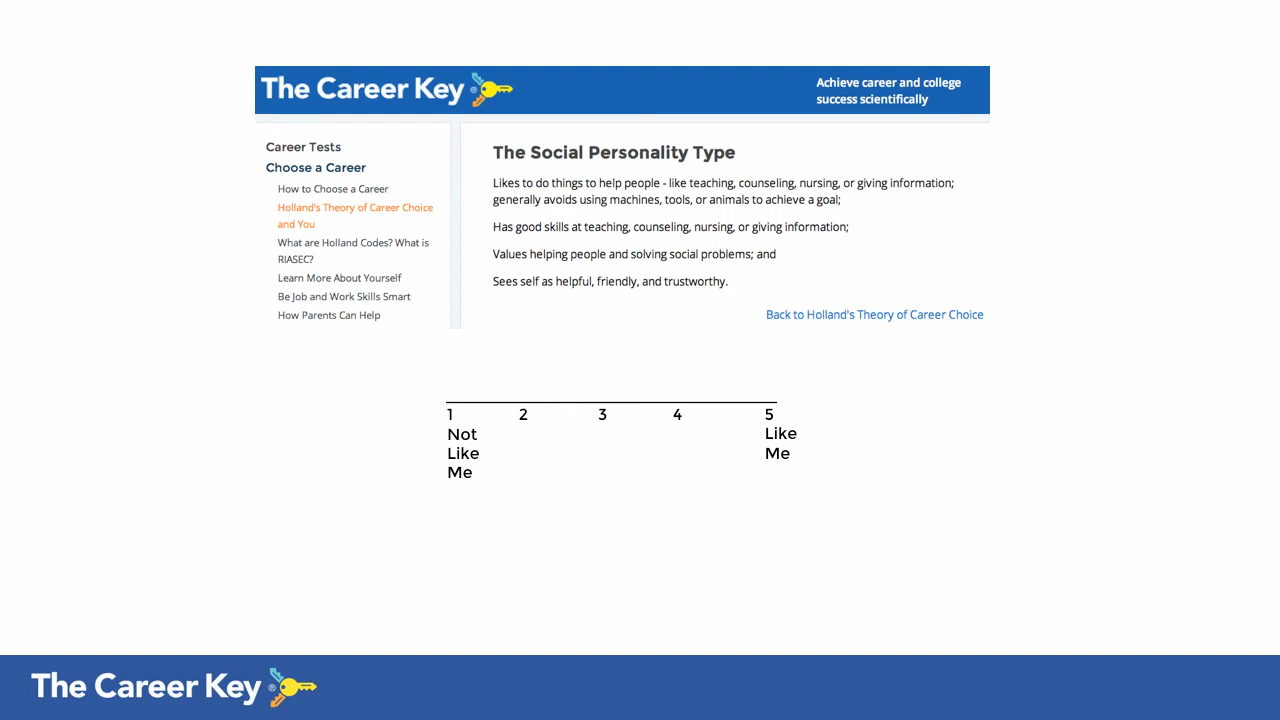 The Career Key ®
Achieve career and college
success scientifically
Career Tests
Choose a Career
How to Choose a Career
Holland's Theory of Career Choice
and You
What are Holland Codes? What is
RIASEC?
Learn More About Yourself
Be Job and Work Skills Smart
How Parents Can Help
The Social Personality Type
Likes to do things to help people - like teaching, counseling, nursing, or giving information;
generally avoids using machines, tools, or animals to achieve a goal;
Has good skills at teaching, counseling, nursing, or giving information;
Values helping people and solving social problems; and
Sees self as helpful, friendly, and trustworthy.
Back to Holland's Theory of Career Choice
1 2 3 4 5
Not
Like
Me
Like
Me
The Career Key ®